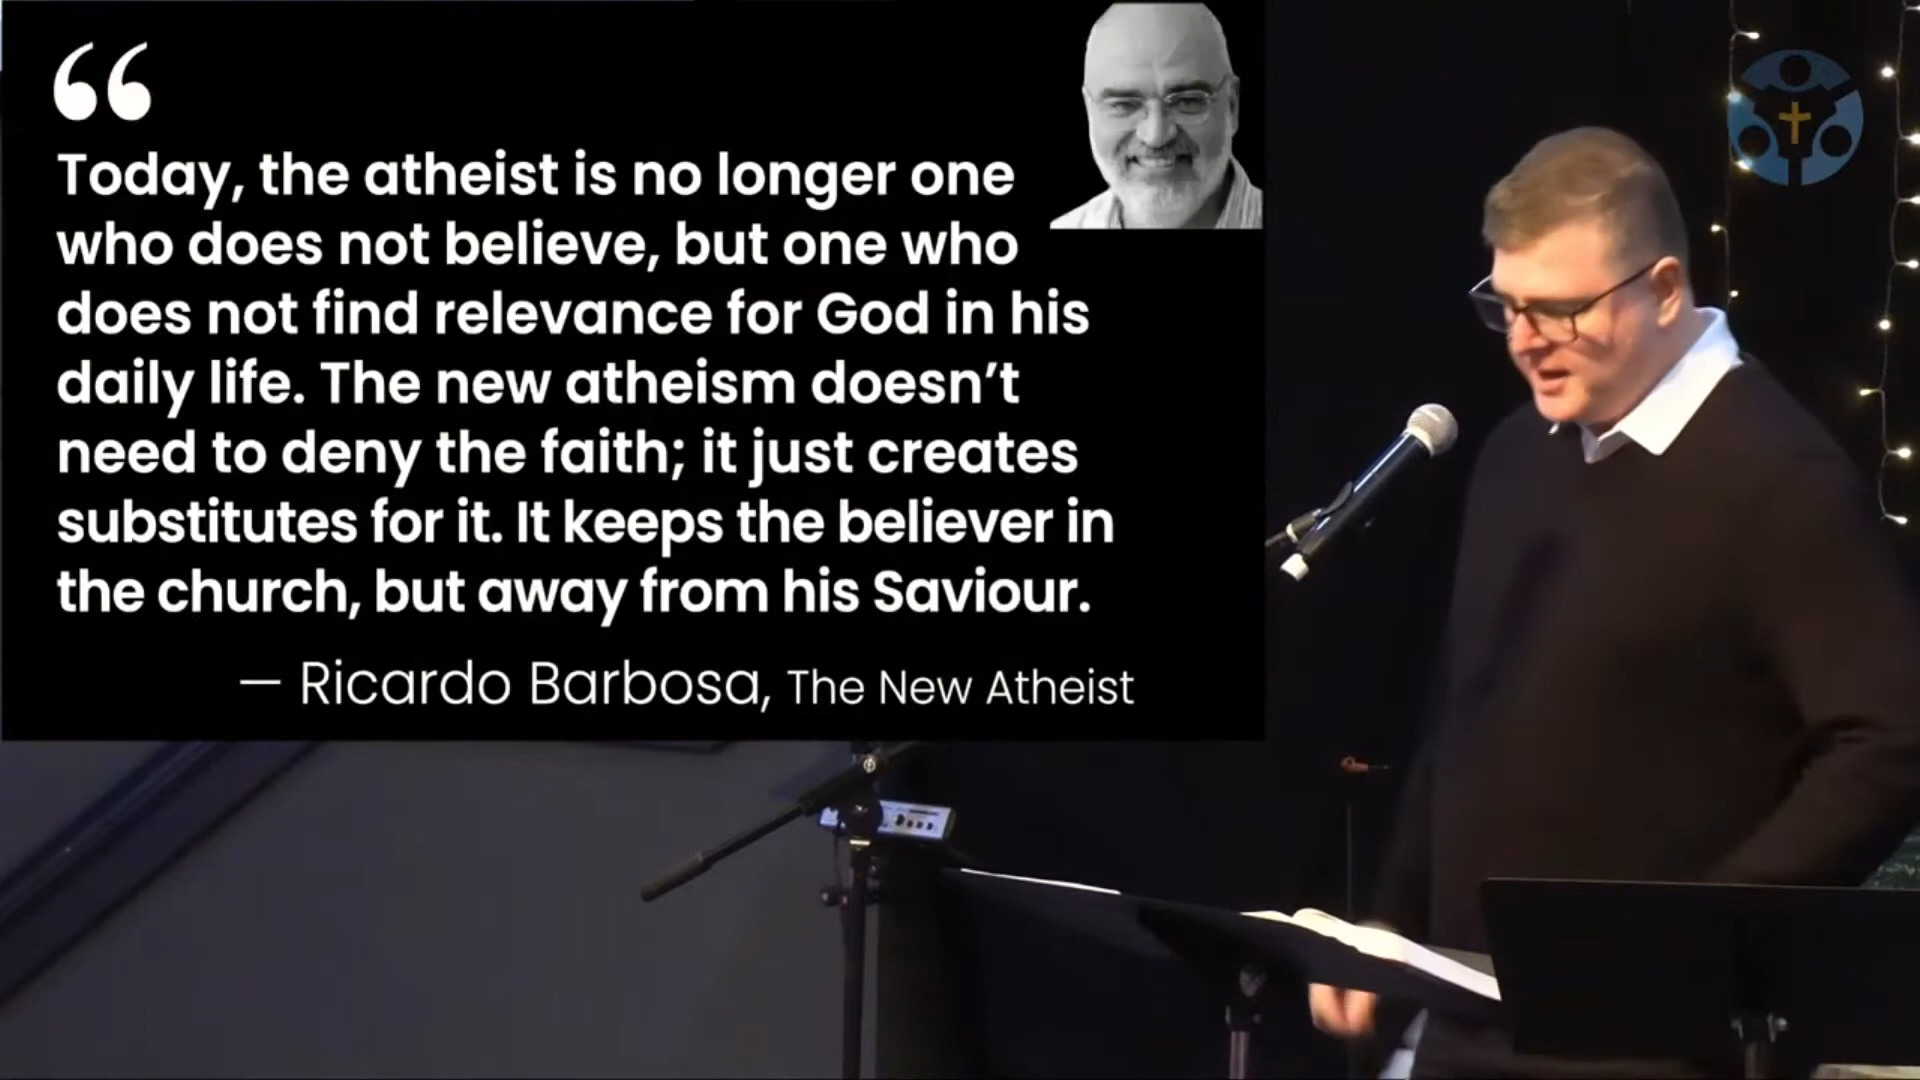 “
Today, the atheist is no longer one
who does not believe, but one who
does not find relevance for God in his
daily life. The new atheism doesn’t
need to deny the faith; it just creates
substitutes for it. It keeps the believer in
the church, but away from his Saviour.
— Ricardo Barbosa, The New Atheist